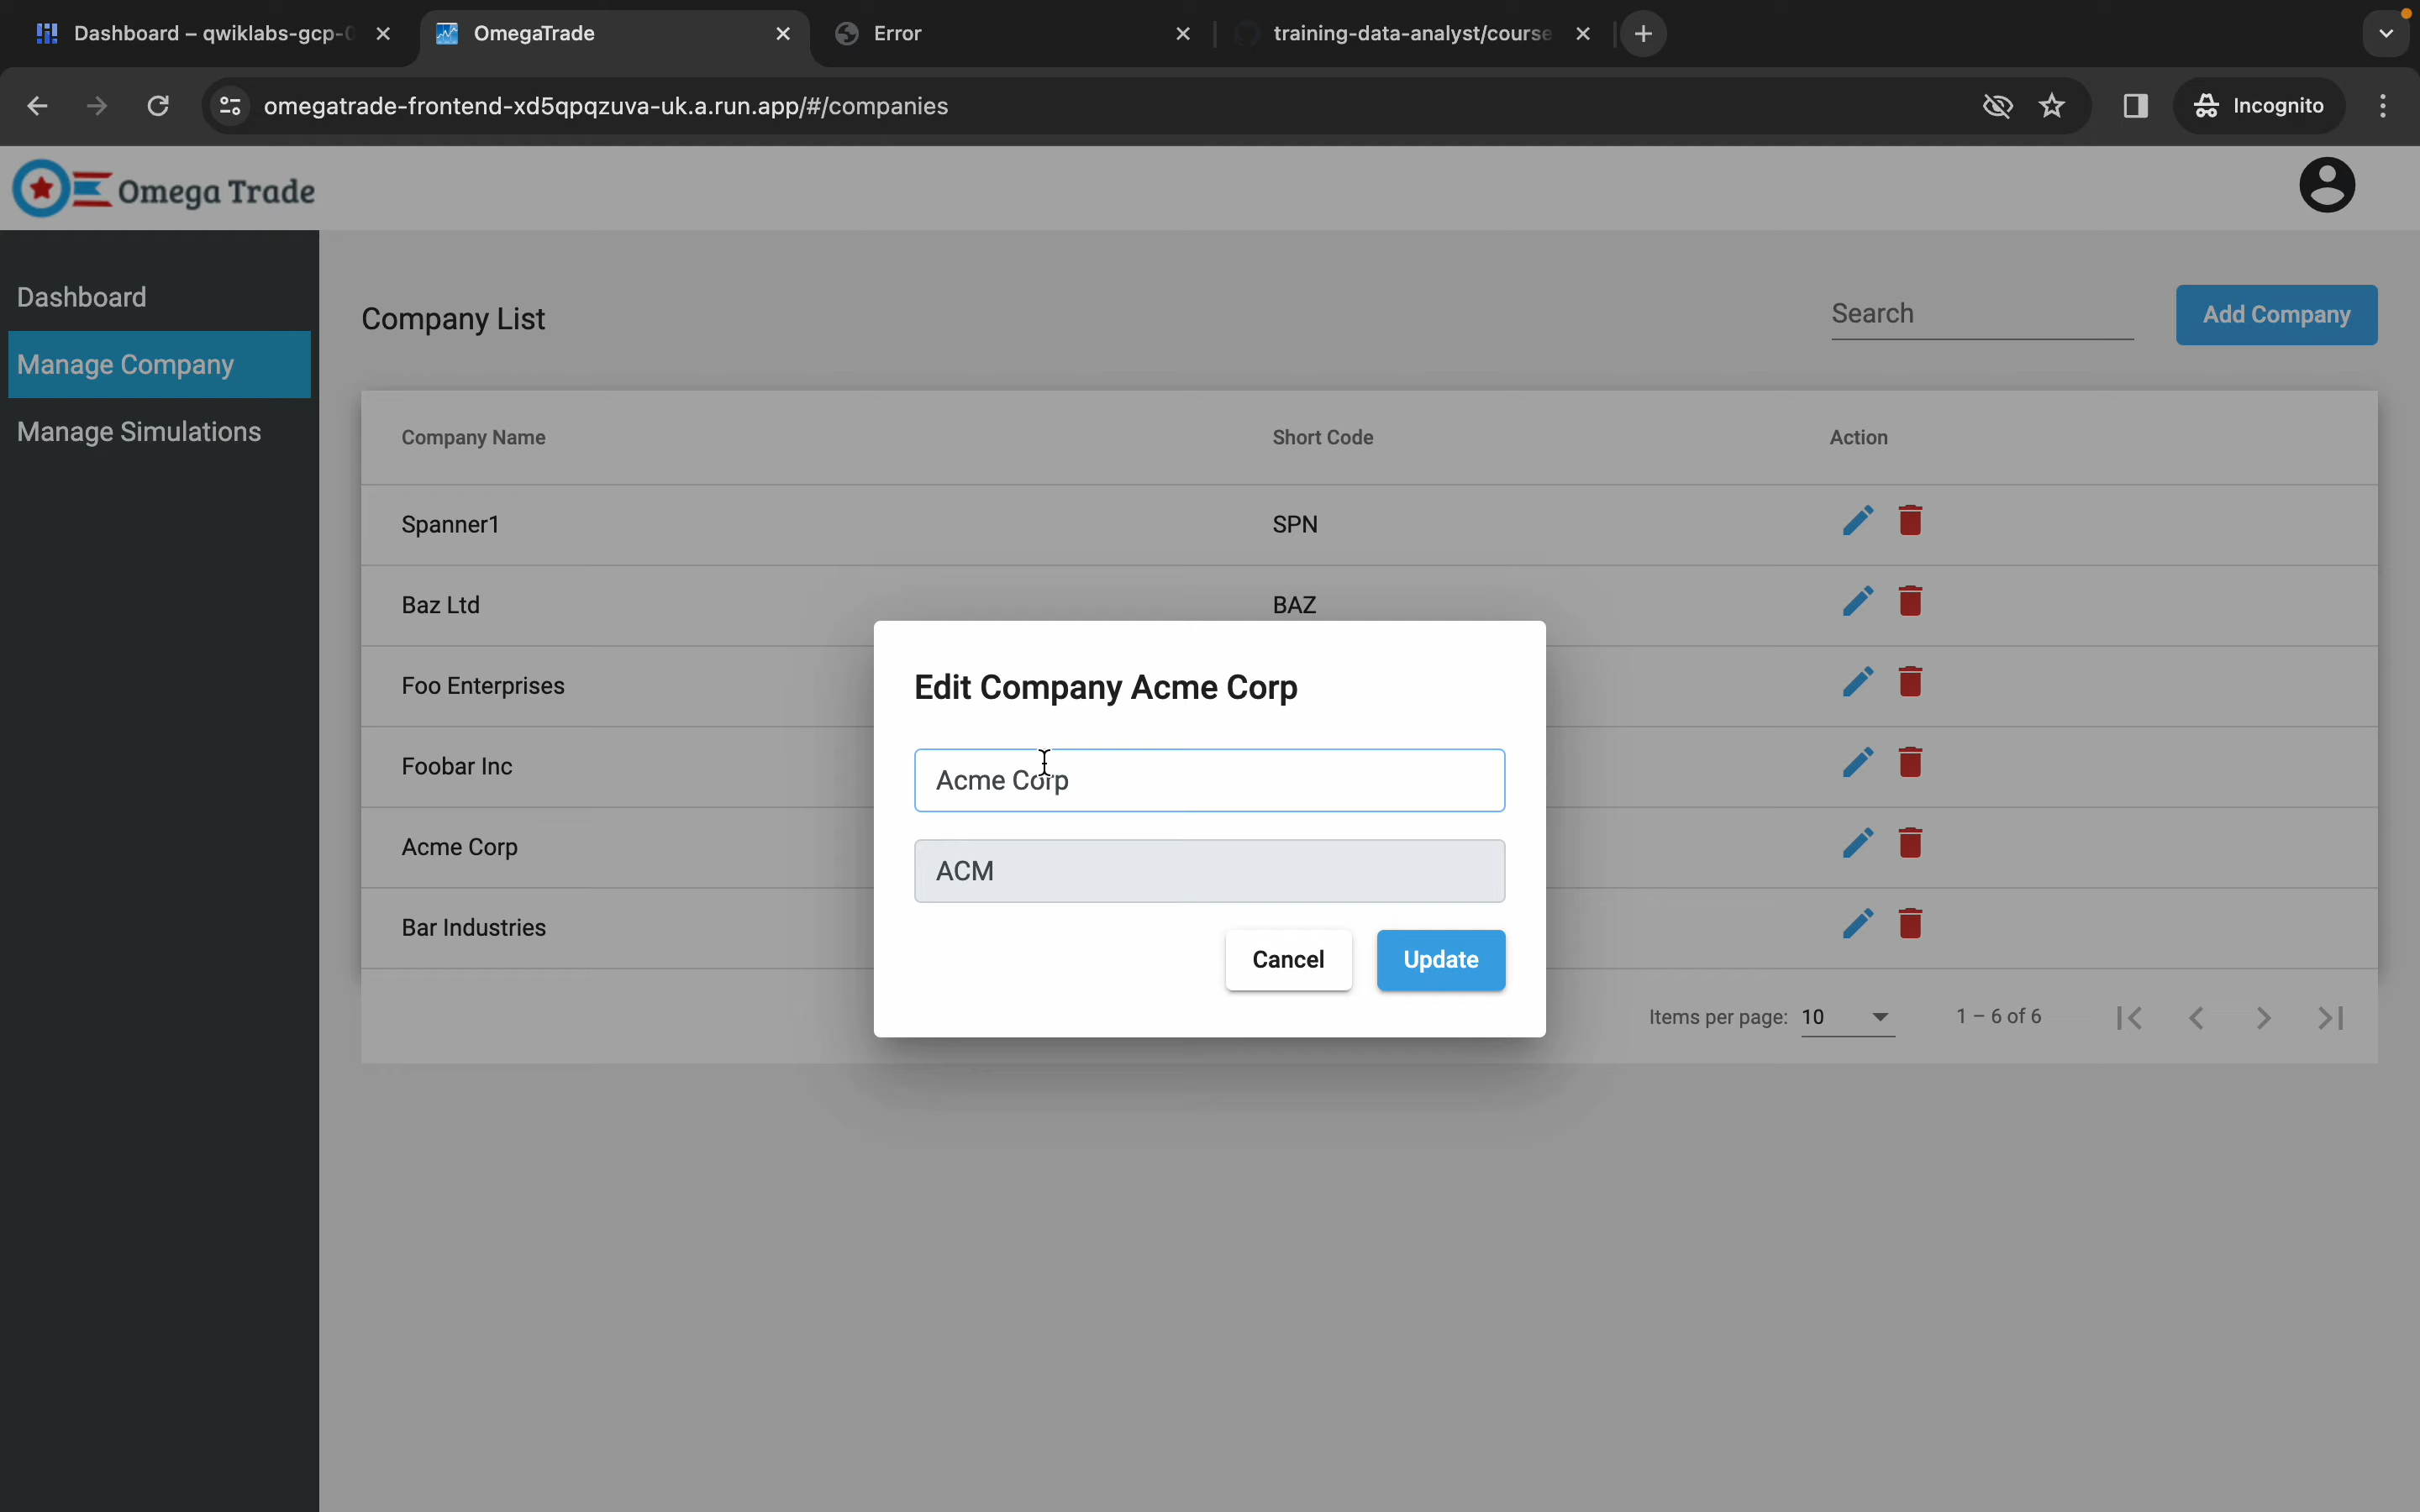 Dashboard – qwiklabs-gcp-0
OmegaTrade
Error
training-data-analyst/course
omegatrade-frontend-xd5qpqzuva-uk.a.run.app/#/companies
Incognito
Omega Trade
Dashboard
Manage Company
Manage Simulations
Company List
Search
Add Company
Company Name Short Code Action
Spanner1 SPN
Baz Ltd BAZ
Foo Enterprises
Foobar Inc
Acme Corp
Bar Industries
Edit Company Acme Corp
Acme Corp
ACM
Cancel
Update
Items per page: 10 1 – 6 of 6